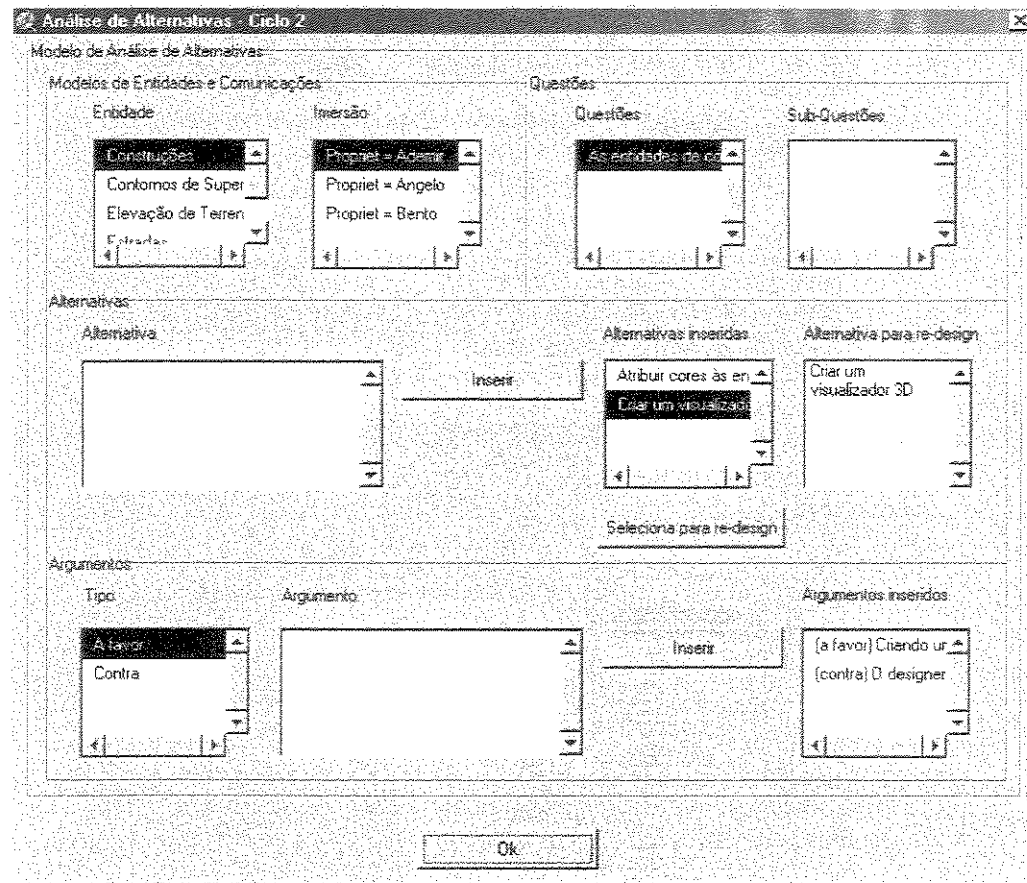 Análise de Alternativas - Ciclo 2
Modelo de Análise de Alternativas
Modelos de Entidades e Comunicações
Questões
Entidade
Imersão
Questões
Sub-Questões
Construções
Contornos de Super
Elevação de Terren
Estradas
Propriet = Ademir
Propriet = Angelo
Propriet = Bento
As entidades de co
Alternativas
Alternativa
Inserir
Alternativas inseridas
Alternativa para re-design
Atribuir cores às en
Criar um visualizad
Criar um
visualizador 3D
Seleciona para re-design
Argumentos
Tipo
Argumento
Argumentos inseridos
A favor
Contra
Inserir
(a favor) Criando ur
(contra) O designer
Ok